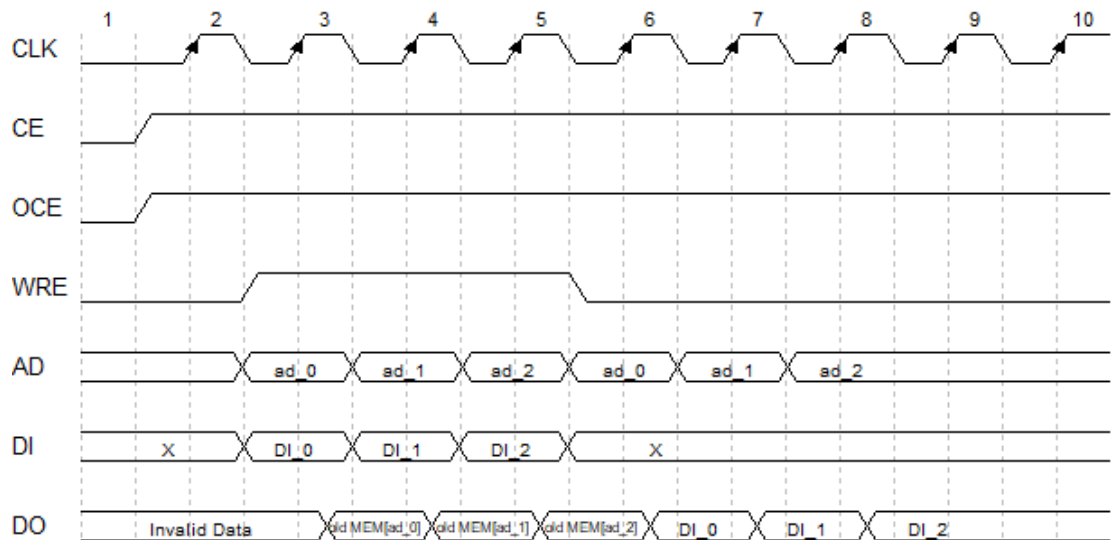 1 2 3 4 5 6 7 8 9 10
CLK
CE
OCE
WRE
AD ad_0 ad_1 ad_2 ad_0 ad_1 ad_2
DI X DI_0 DI_1 DI_2 X
DO Invalid Data old MEM[ad_0] old MEM[ad_1] old MEM[ad_2] DI_0 DI_1 DI_2